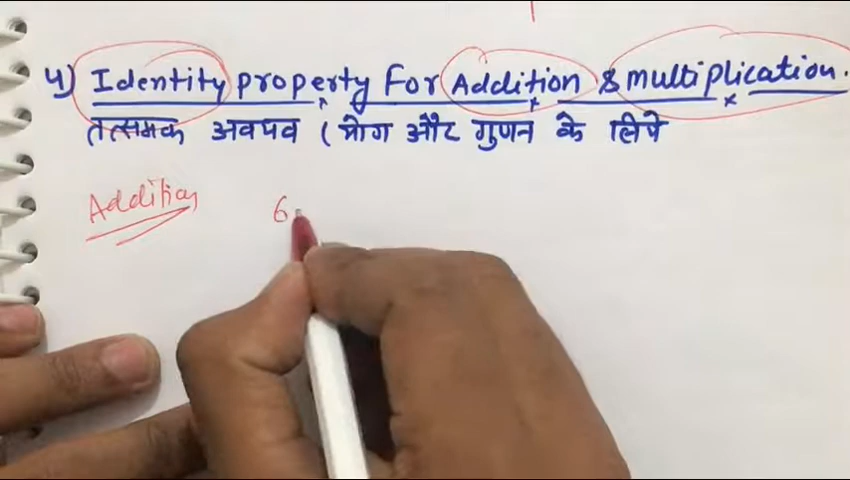 4) Identity property for Addition & multiplication.
तत्समक अवयव ( योग और गुणन के लिये
Addition 6